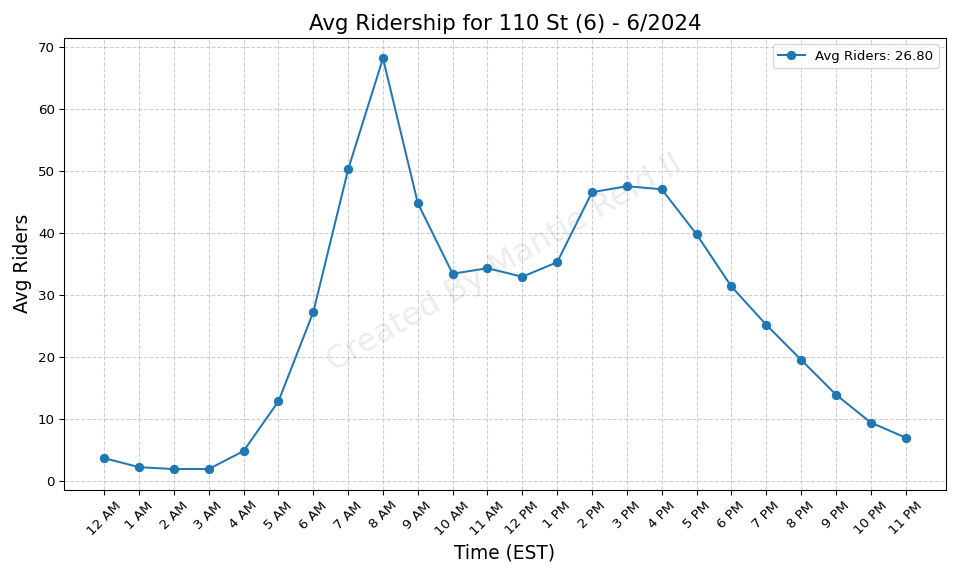 Avg Ridership for 110 St (6) - 6/2024
Avg Riders: 26.80
70
60
50
40
30
20
10
0
Avg Riders
Created By Mantie Reid II
12 AM
1 AM
2 AM
3 AM
4 AM
5 AM
6 AM
7 AM
8 AM
9 AM
10 AM
11 AM
12 PM
1 PM
2 PM
3 PM
4 PM
5 PM
6 PM
7 PM
8 PM
9 PM
10 PM
11 PM
Time (EST)